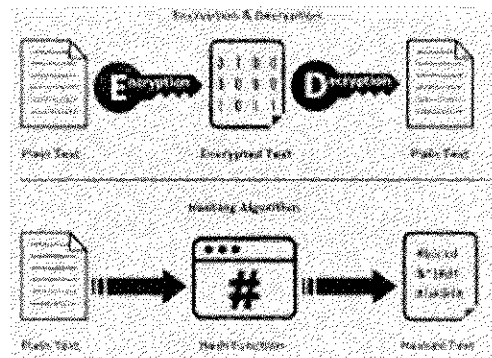 Encryption & Decryption
Encryption
Decryption
Plain Text
Encrypted Text
Plain Text
Hashing Algorithm
#
Plain Text
Hash Function
Hashed Text